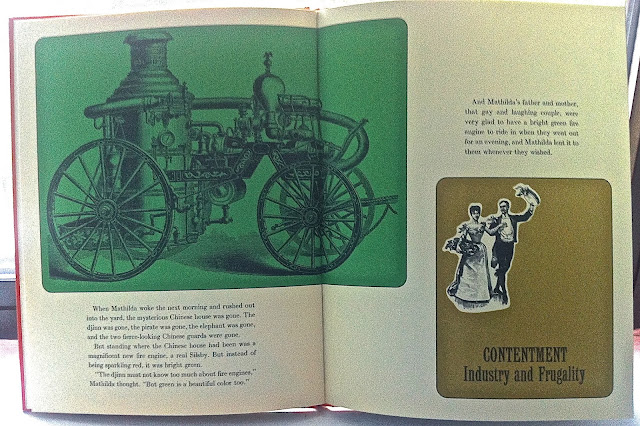 When Mathilda woke the next morning and rushed out
into the yard, the mysterious Chinese house was gone. The
djinn was gone, the pirate was gone, the elephant was gone,
and the two fierce-looking Chinese guards were gone.
But standing where the Chinese house had been was a
magnificent new fire engine, a real Silsby. But instead of
being sparkling red, it was bright green.
"The djinn must not know too much about fire engines,"
Mathilda thought. "But green is a beautiful color too."
And Mathilda's father and mother,
that gay and laughing couple, were
very glad to have a bright green fire
engine to ride in when they went out
for an evening, and Mathilda lent it to
them whenever they wished.
CONTENTMENT
Industry and Frugality